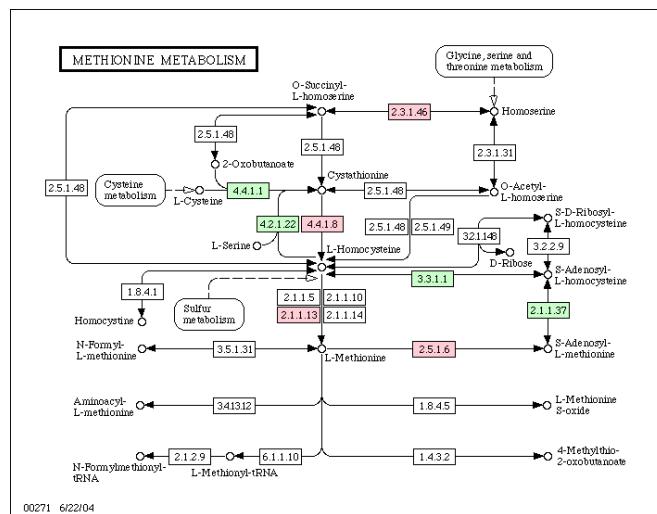 METHIONINE METABOLISM
Glycine, serine and
threonine metabolism
O-Succinyl-
L-homoserine
2.3.1.46
Homoserine
2.5.1.48
2.5.1.48
2.3.1.31
2-Oxobutanoate
2.5.1.48
Cysteine
metabolism
L-Cysteine
4.4.1.1
Cystathionine
2.5.1.48
O-Acetyl-
L-homoserine
4.2.1.22
4.4.1.8
2.5.1.48
2.5.1.49
S-D-Ribosyl-
L-homocysteine
3.2.1.148
L-Serine
L-Homocysteine
D-Ribose
3.2.2.9
3.3.1.1
S-Adenosyl-
L-homocysteine
1.8.4.1
Homocystine
Sulfur
metabolism
2.1.1.5
2.1.1.10
2.1.1.13
2.1.1.14
2.1.1.37
N-Formyl-
L-methionine
3.5.1.31
L-Methionine
2.5.1.6
S-Adenosyl-
L-methionine
Aminoacyl-
L-methionine
3.4.13.12
1.8.4.5
L-Methionine
S-oxide
N-Formylmethionyl-
tRNA
2.1.2.9
L-Methionyl-tRNA
6.1.1.10
1.4.3.2
4-Methylthio-
2-oxobutanoate
00271 6/22/04